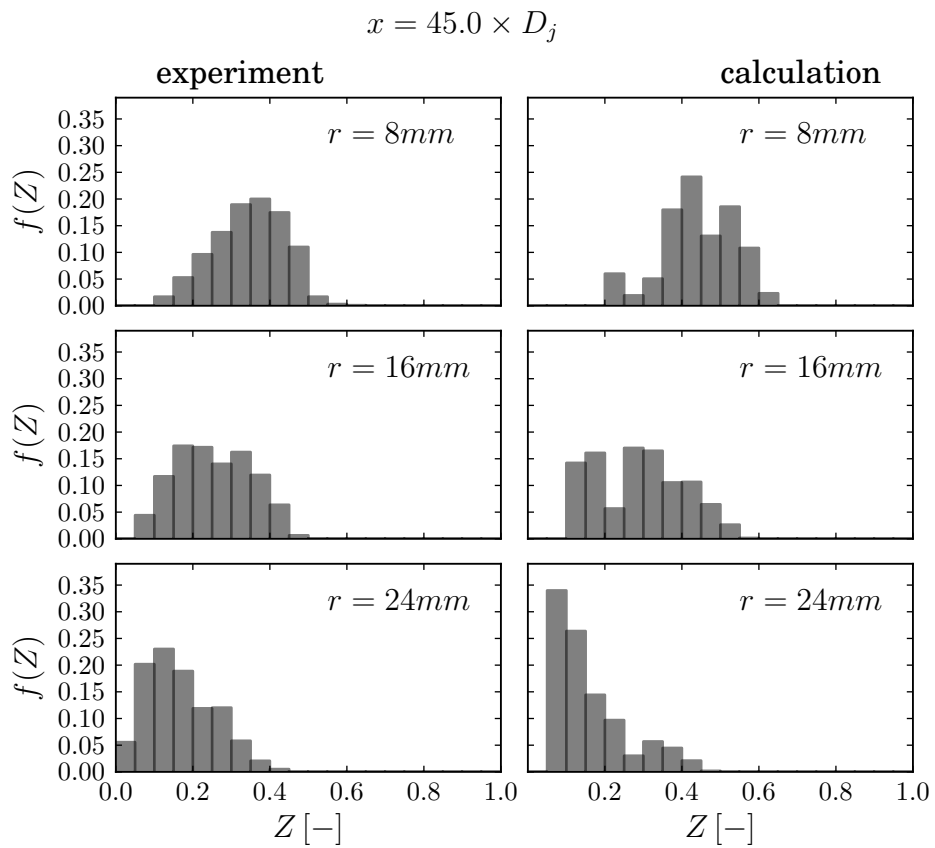 x = 45.0 × D_j
experiment calculation
f(Z)
0.35
0.30
0.25
0.20
0.15
0.10
0.05
0.00
r = 8mm
r = 8mm
f(Z)
0.35
0.30
0.25
0.20
0.15
0.10
0.05
0.00
r = 16mm
r = 16mm
f(Z)
0.35
0.30
0.25
0.20
0.15
0.10
0.05
0.00
r = 24mm
r = 24mm
0.0 0.2 0.4 0.6 0.8 1.0
0.2 0.4 0.6 0.8 1.0
Z [−]
Z [−]